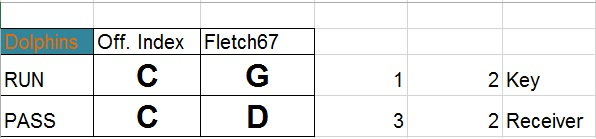 Dolphins Off. Index Fletch67
RUN C G 1 2 Key
PASS C D 3 2 Receiver